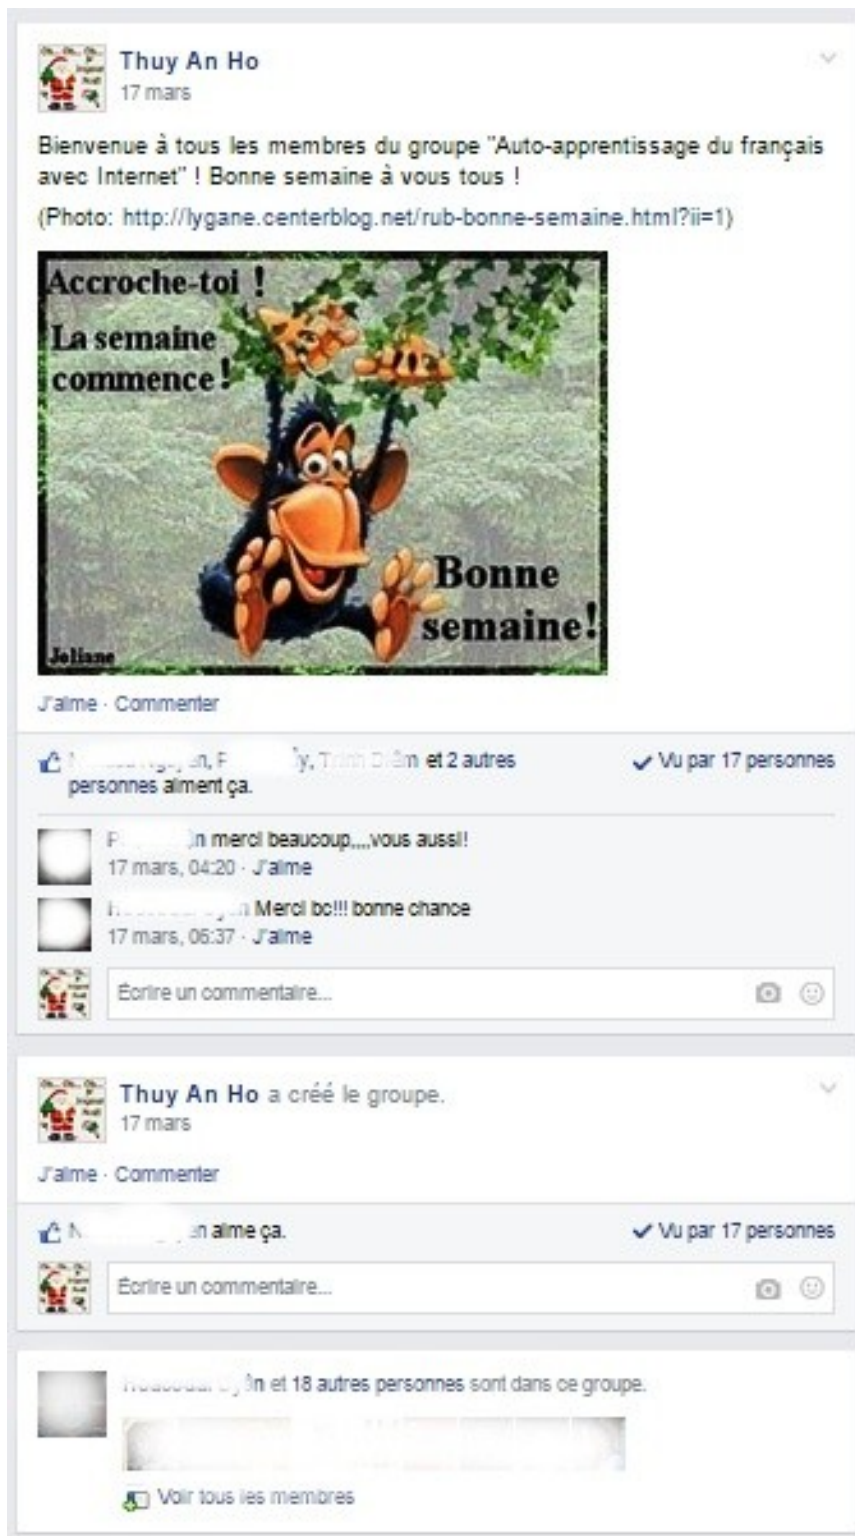 Thuy An Ho
17 mars
Bienvenue à tous les membres du groupe "Auto-apprentissage du français
avec Internet" ! Bonne semaine à vous tous !
(Photo: http://lygane.centerblog.net/rub-bonne-semaine.html?ii=1)
Accroche-toi !
La semaine
commence !
Bonne
semaine!
Joliane
J'aime · Commenter
et 2 autres
personnes aiment ça.
Vu par 17 personnes
merci beaucoup,,,,vous aussi!
17 mars, 04:20 · J'aime
Merci bc!!! bonne chance
17 mars, 06:37 · J'aime
Écrire un commentaire...
Thuy An Ho a créé le groupe.
17 mars
J'aime · Commenter
aime ça.
Vu par 17 personnes
Écrire un commentaire...
et 18 autres personnes sont dans ce groupe.
Voir tous les membres